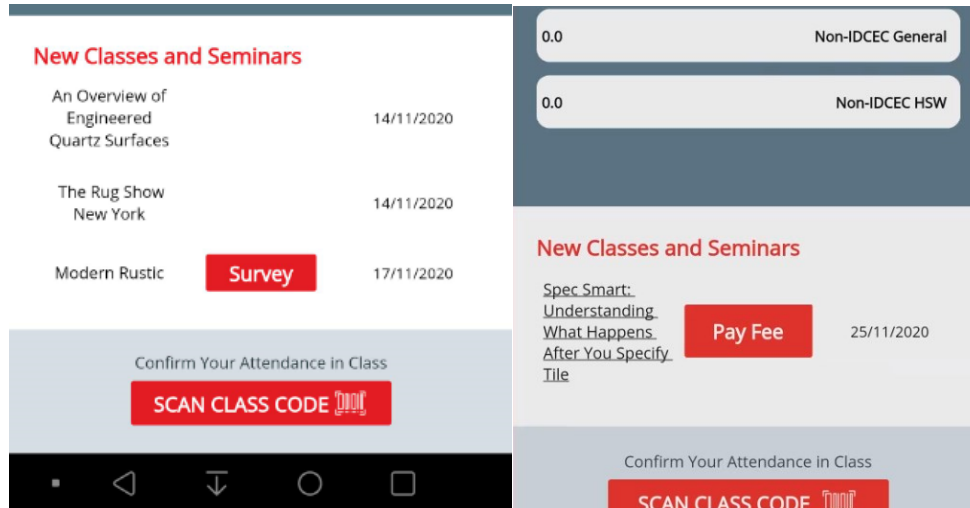 New Classes and Seminars
An Overview of
Engineered
Quartz Surfaces
14/11/2020
The Rug Show
New York
14/11/2020
Modern Rustic
Survey
17/11/2020
Confirm Your Attendance in Class
SCAN CLASS CODE
0.0
Non-IDCEC General
0.0
Non-IDCEC HSW
New Classes and Seminars
Spec Smart:
Understanding
What Happens
After You Specify
Tile
Pay Fee
25/11/2020
Confirm Your Attendance in Class
SCAN CLASS CODE